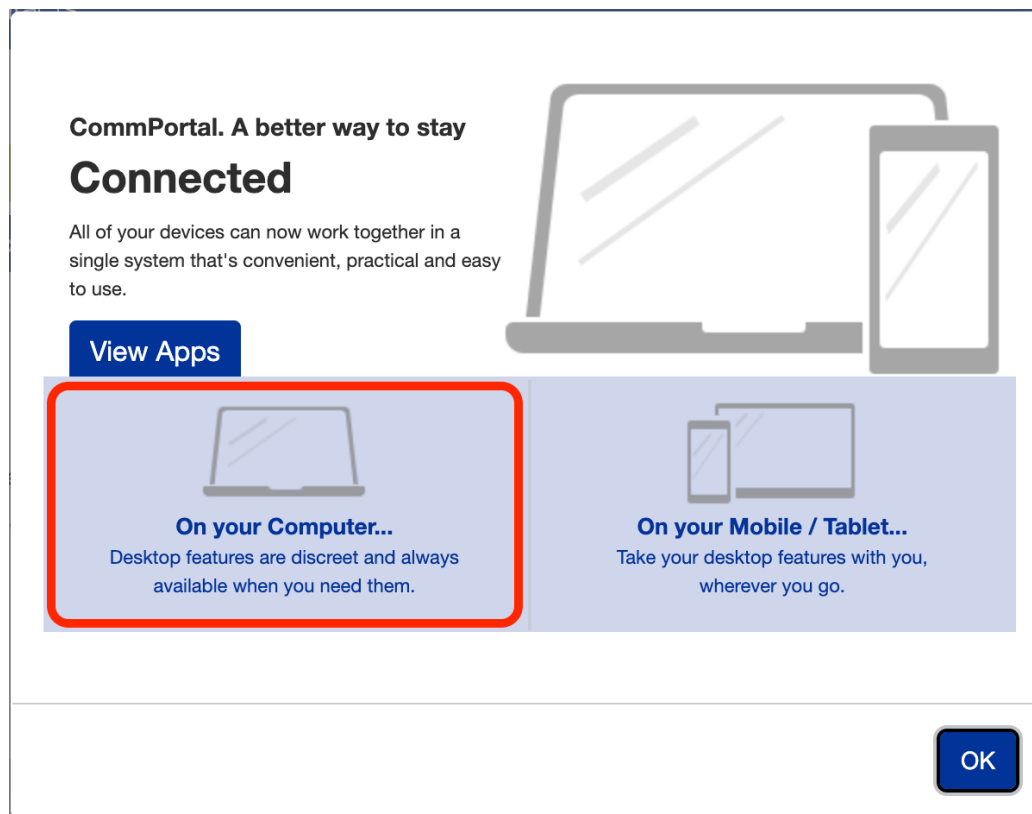 CommPortal. A better way to stay
Connected
All of your devices can now work together in a
single system that's convenient, practical and easy
to use.
View Apps
On your Computer...
Desktop features are discreet and always
available when you need them.
On your Mobile / Tablet...
Take your desktop features with you,
wherever you go.
OK